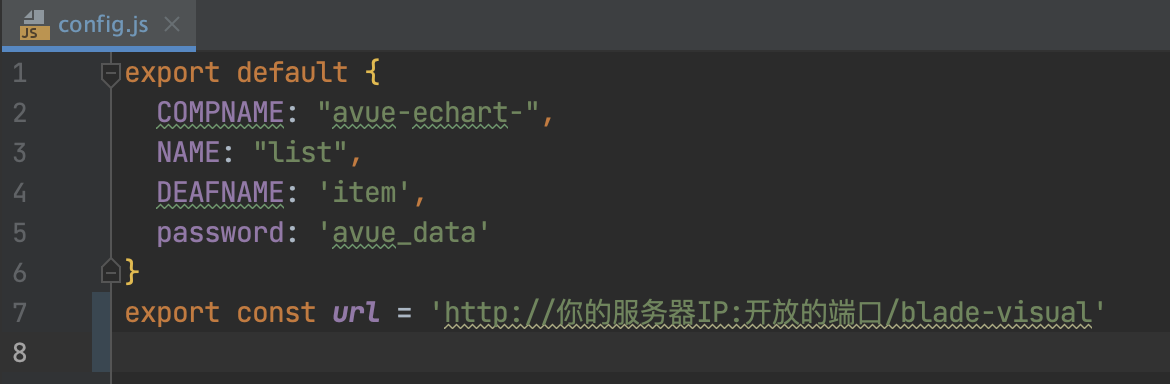 JS config.js
1 export default {
2 COMPNAME: "avue-echart-",
3 NAME: "list",
4 DEAFNAME: 'item',
5 password: 'avue_data'
6 }
7 export const url = 'http://你的服务器IP:开放的端口/blade-visual'
8